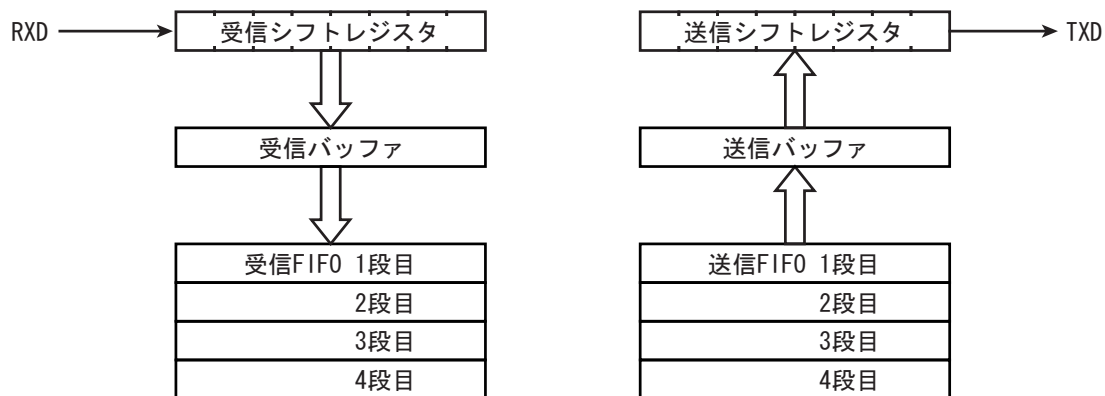 RXD
受信シフトレジスタ
受信バッファ
受信FIFO 1段目
2段目
3段目
4段目
送信シフトレジスタ
TXD
送信バッファ
送信FIFO 1段目
2段目
3段目
4段目